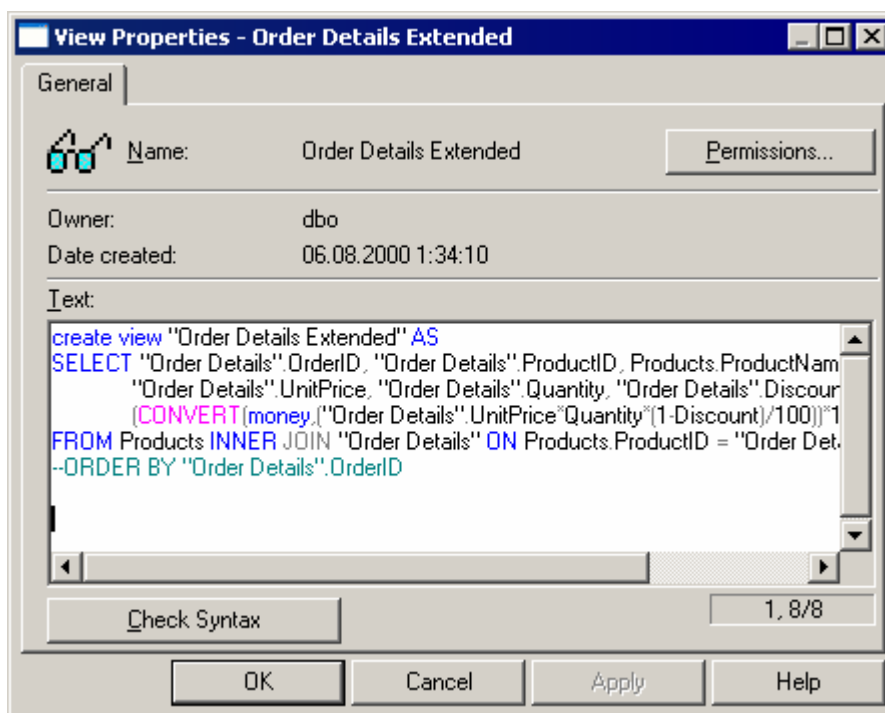 View Properties - Order Details Extended
General
Name: Order Details Extended Permissions...
Owner: dbo
Date created: 06.08.2000 1:34:10
Text:
create view "Order Details Extended" AS
SELECT "Order Details".OrderID, "Order Details".ProductID, Products.ProductNam
"Order Details".UnitPrice, "Order Details".Quantity, "Order Details".Discoun
(CONVERT(money,("Order Details".UnitPrice*Quantity*(1-Discount)/100))*1
FROM Products INNER JOIN "Order Details" ON Products.ProductID = "Order Deta
--ORDER BY "Order Details".OrderID
Check Syntax 1, 8/8
OK Cancel Apply Help